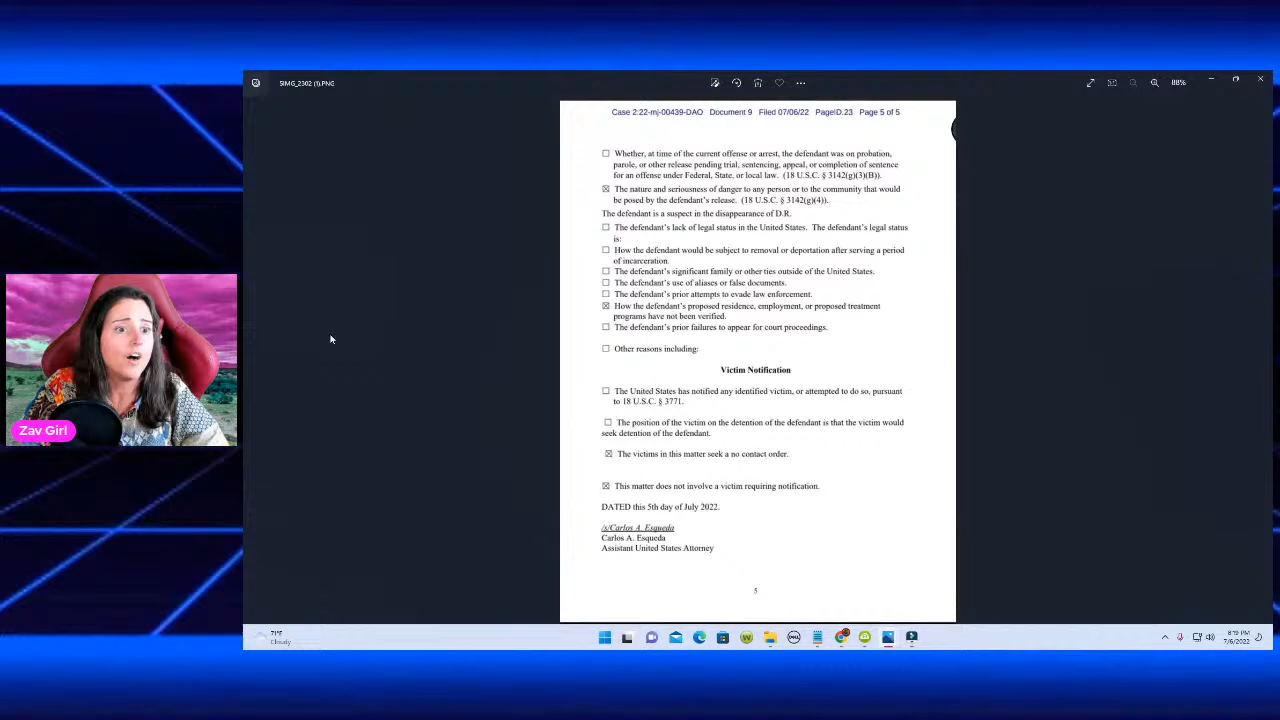 5IMG_2302 (1).PNG
88%
Case 2:22-mj-00439-DAO Document 9 Filed 07/06/22 PageID.23 Page 5 of 5
☐ Whether, at time of the current offense or arrest, the defendant was on probation,
parole, or other release pending trial, sentencing, appeal, or completion of sentence
for an offense under Federal, State, or local law. (18 U.S.C. § 3142(g)(3)(B)).
☒ The nature and seriousness of danger to any person or to the community that would
be posed by the defendant's release. (18 U.S.C. § 3142(g)(4)).
The defendant is a suspect in the disappearance of D.R.
☐ The defendant's lack of legal status in the United States. The defendant's legal status
is:
☐ How the defendant would be subject to removal or deportation after serving a period
of incarceration.
☐ The defendant's significant family or other ties outside of the United States.
☐ The defendant's use of aliases or false documents.
☐ The defendant's prior attempts to evade law enforcement.
☒ How the defendant's proposed residence, employment, or proposed treatment
programs have not been verified.
☐ The defendant's prior failures to appear for court proceedings.
☐ Other reasons including:
Victim Notification
☐ The United States has notified any identified victim, or attempted to do so, pursuant
to 18 U.S.C. § 3771.
☐ The position of the victim on the detention of the defendant is that the victim would
seek detention of the defendant.
☒ The victims in this matter seek a no contact order.
☒ This matter does not involve a victim requiring notification.
DATED this 5th day of July 2022.
/s/Carlos A. Esqueda
Carlos A. Esqueda
Assistant United States Attorney
5
Zav Girl
71°F
Cloudy
DELL
8:19 PM
7/6/2022